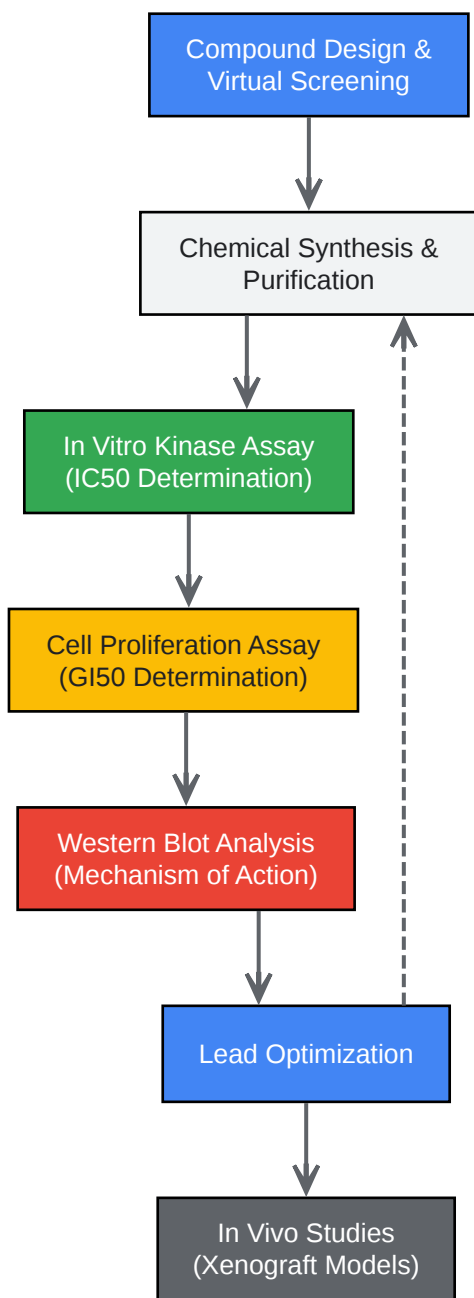 Compound Design &
Virtual Screening
Chemical Synthesis &
Purification
In Vitro Kinase Assay
(IC50 Determination)
Cell Proliferation Assay
(GI50 Determination)
Western Blot Analysis
(Mechanism of Action)
Lead Optimization
In Vivo Studies
(Xenograft Models)